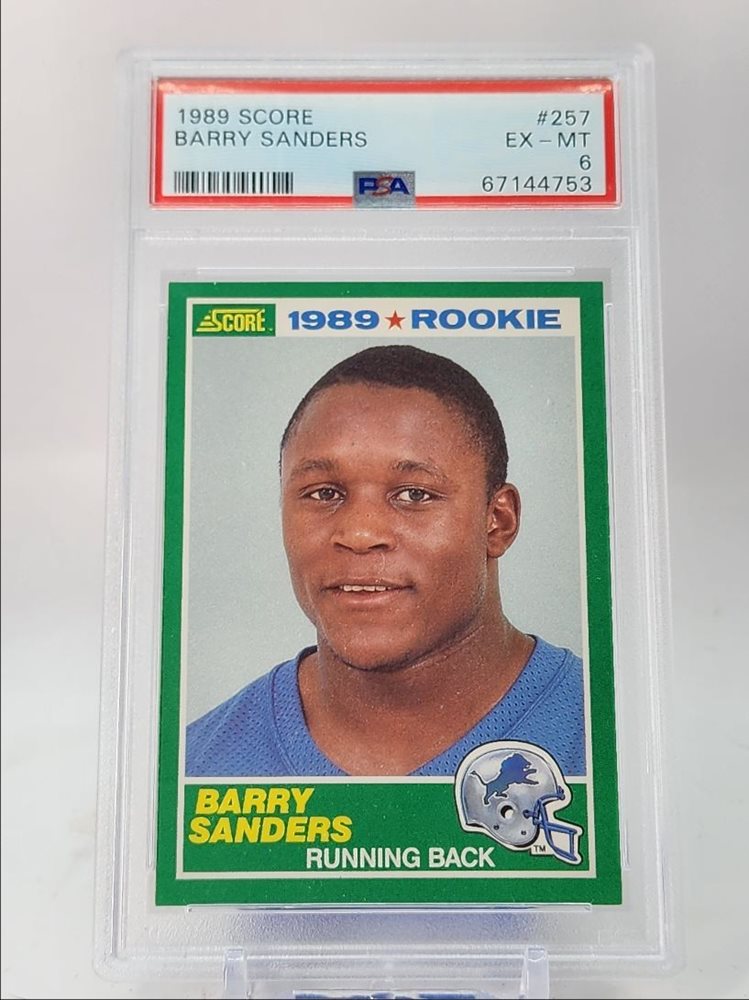 1989 SCORE #257
BARRY SANDERS EX - MT
6
PSA 67144753
SCORE 1989 ★ ROOKIE
BARRY
SANDERS
RUNNING BACK
TM